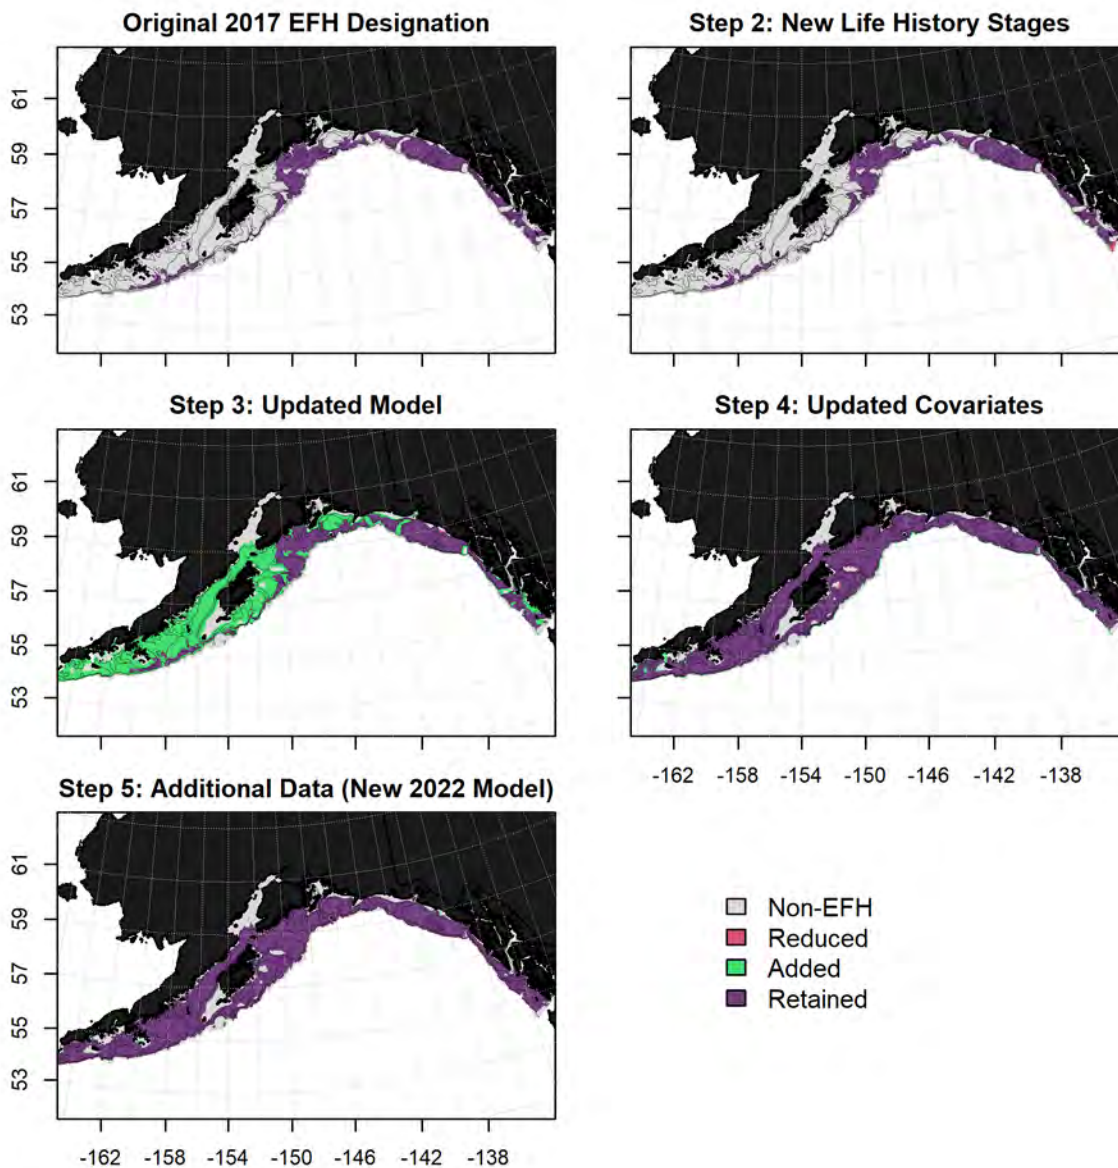 Original 2017 EFH Designation
Step 2: New Life History Stages
61
59
57
55
53
Step 3: Updated Model
Step 4: Updated Covariates
61
59
57
55
53
-162 -158 -154 -150 -146 -142 -138
Step 5: Additional Data (New 2022 Model)
61
59
57
55
53
-162 -158 -154 -150 -146 -142 -138
Non-EFH
Reduced
Added
Retained